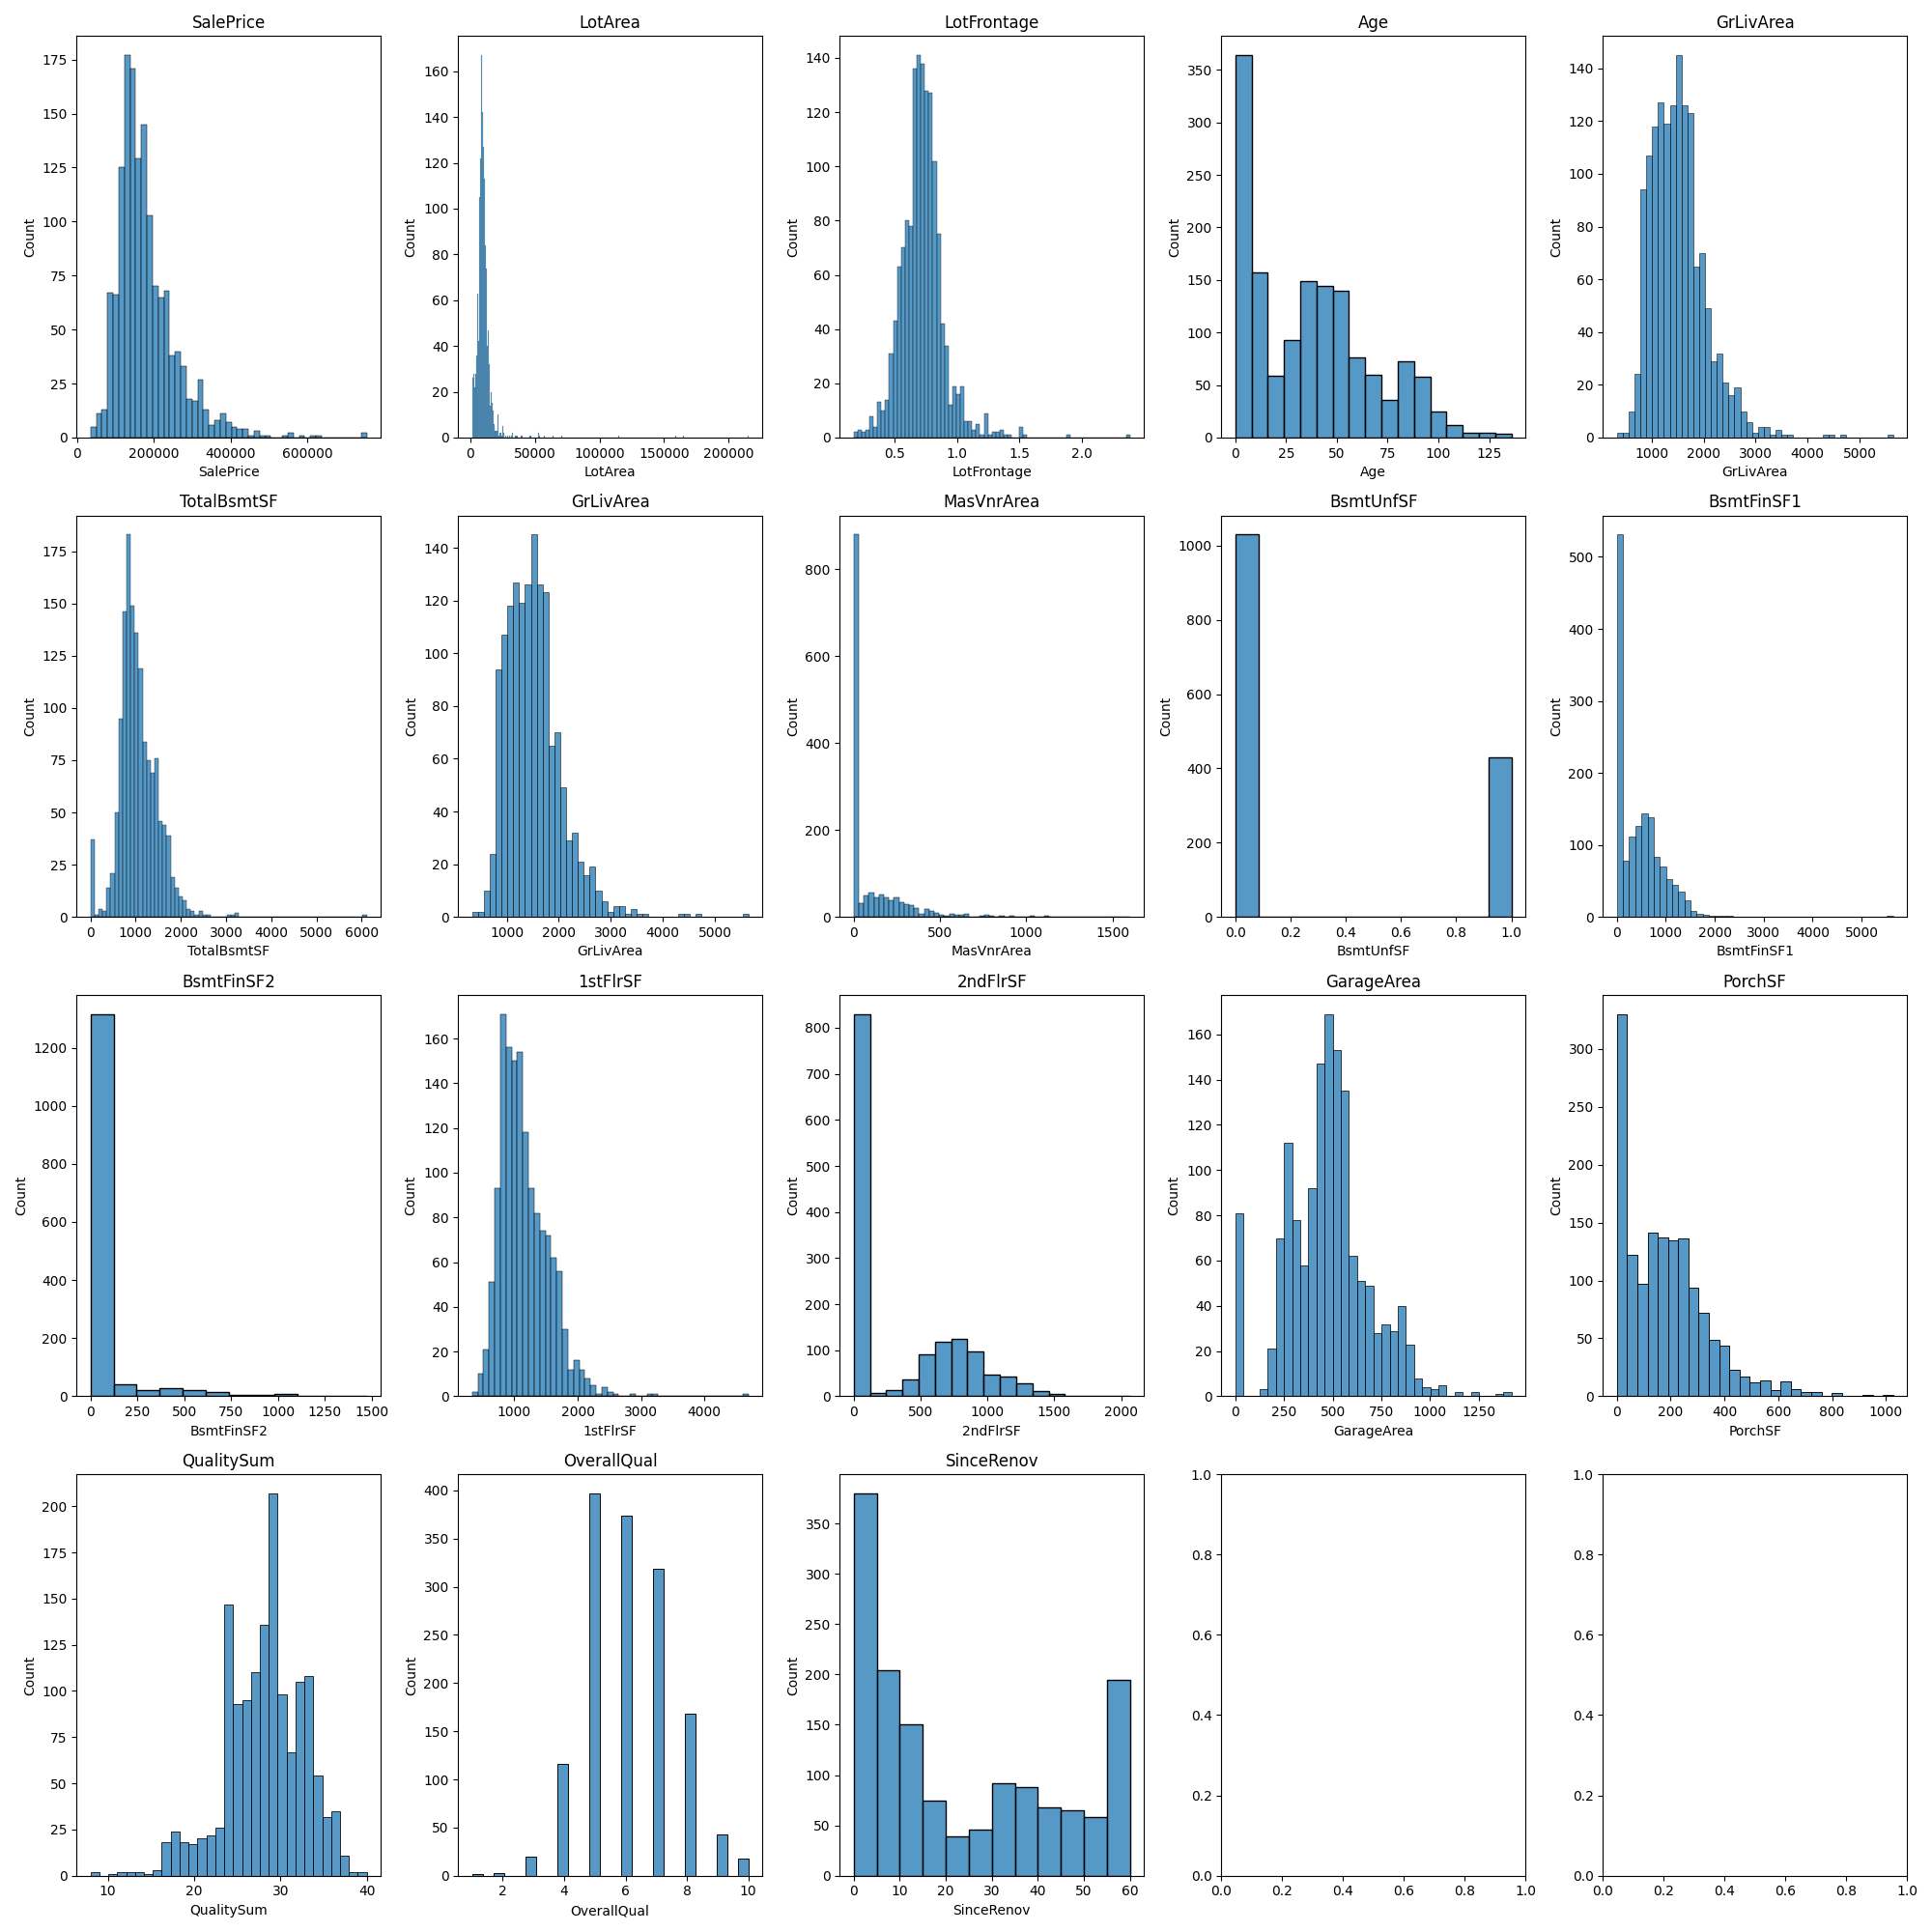 SalePrice
LotArea
LotFrontage
Age
GrLivArea
175
150
125
100
75
50
25
0
Count
0 200000 400000 600000
SalePrice
160
140
120
100
80
60
40
20
0
Count
0 50000 100000 150000 200000
LotArea
140
120
100
80
60
40
20
0
Count
0.5 1.0 1.5 2.0
LotFrontage
350
300
250
200
150
100
50
0
Count
0 25 50 75 100 125
Age
140
120
100
80
60
40
20
0
Count
1000 2000 3000 4000 5000
GrLivArea
TotalBsmtSF
GrLivArea
MasVnrArea
BsmtUnfSF
BsmtFinSF1
175
150
125
100
75
50
25
0
Count
0 1000 2000 3000 4000 5000 6000
TotalBsmtSF
140
120
100
80
60
40
20
0
Count
1000 2000 3000 4000 5000
GrLivArea
800
600
400
200
0
Count
0 500 1000 1500
MasVnrArea
1000
800
600
400
200
0
Count
0.0 0.2 0.4 0.6 0.8 1.0
BsmtUnfSF
500
400
300
200
100
0
Count
0 1000 2000 3000 4000 5000
BsmtFinSF1
BsmtFinSF2
1stFlrSF
2ndFlrSF
GarageArea
PorchSF
1200
1000
800
600
400
200
0
Count
0 250 500 750 1000 1250 1500
BsmtFinSF2
160
140
120
100
80
60
40
20
0
Count
1000 2000 3000 4000
1stFlrSF
800
700
600
500
400
300
200
100
0
Count
0 500 1000 1500 2000
2ndFlrSF
160
140
120
100
80
60
40
20
0
Count
0 250 500 750 1000 1250
GarageArea
300
250
200
150
100
50
0
Count
0 200 400 600 800 1000
PorchSF
QualitySum
OverallQual
SinceRenov
200
175
150
125
100
75
50
25
0
Count
10 20 30 40
QualitySum
400
350
300
250
200
150
100
50
0
Count
2 4 6 8 10
OverallQual
350
300
250
200
150
100
50
0
Count
0 10 20 30 40 50 60
SinceRenov
1.0
0.8
0.6
0.4
0.2
0.0
0.0 0.2 0.4 0.6 0.8 1.0
1.0
0.8
0.6
0.4
0.2
0.0
0.0 0.2 0.4 0.6 0.8 1.0